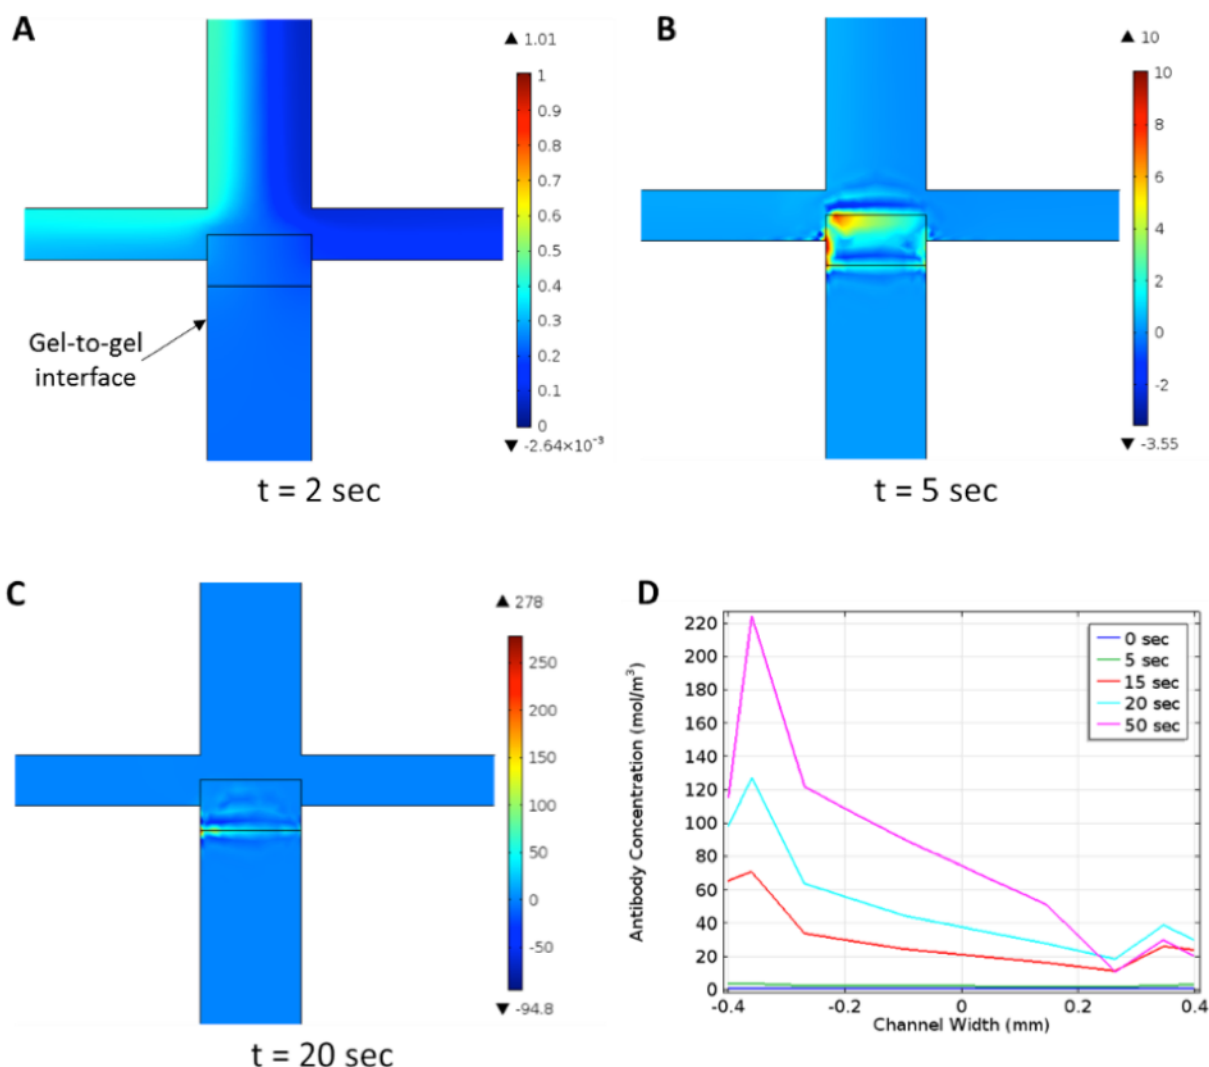 A
▲ 1.01
1
0.9
0.8
0.7
0.6
0.5
0.4
0.3
0.2
0.1
0
▼ -2.64×10⁻³
Gel-to-gel
interface
t = 2 sec
B
▲ 10
10
8
6
4
2
0
-2
▼ -3.55
t = 5 sec
C
▲ 278
250
200
150
100
50
0
-50
▼ -94.8
t = 20 sec
D
Antibody Concentration (mol/m³)
220
200
180
160
140
120
100
80
60
40
20
0
0 sec
5 sec
15 sec
20 sec
50 sec
-0.4 -0.2 0 0.2 0.4
Channel Width (mm)